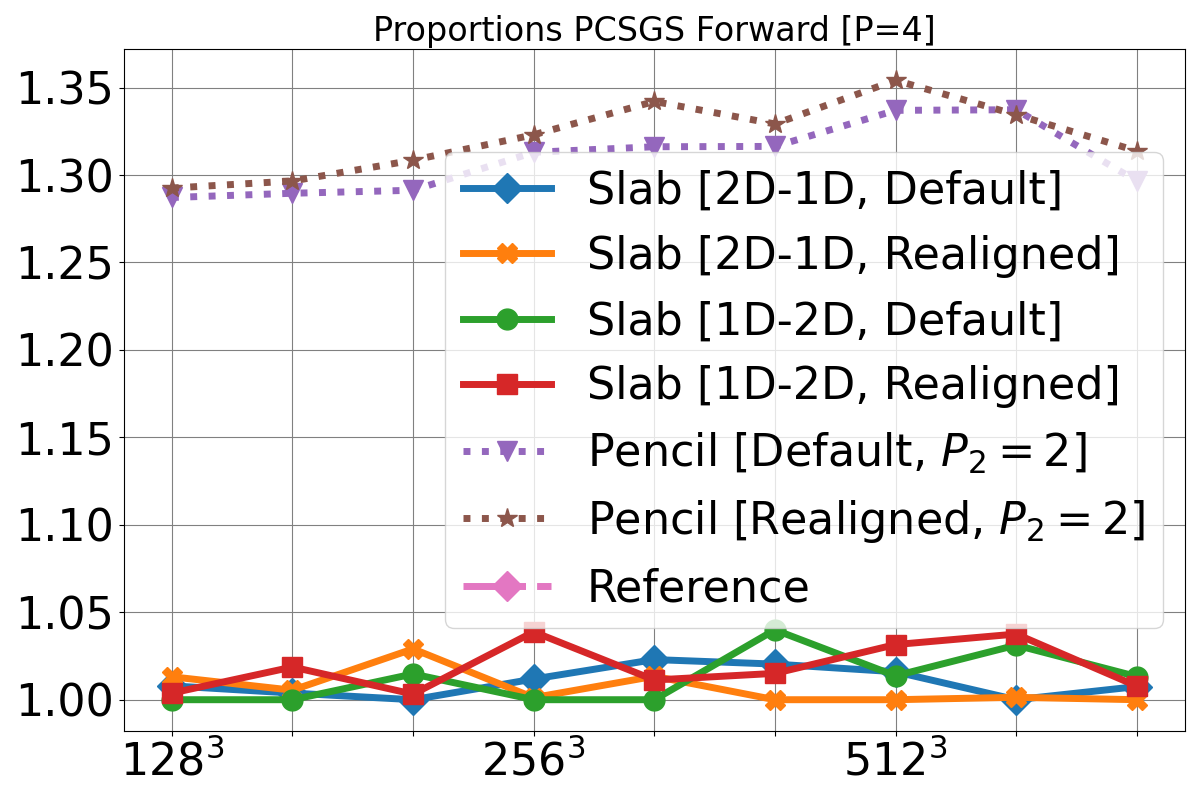 Proportions PCSGS Forward [P=4]
1.35
1.30
1.25
1.20
1.15
1.10
1.05
1.00
Slab [2D-1D, Default]
Slab [2D-1D, Realigned]
Slab [1D-2D, Default]
Slab [1D-2D, Realigned]
Pencil [Default, P₂ = 2]
Pencil [Realigned, P₂ = 2]
Reference
128³ 256³ 512³